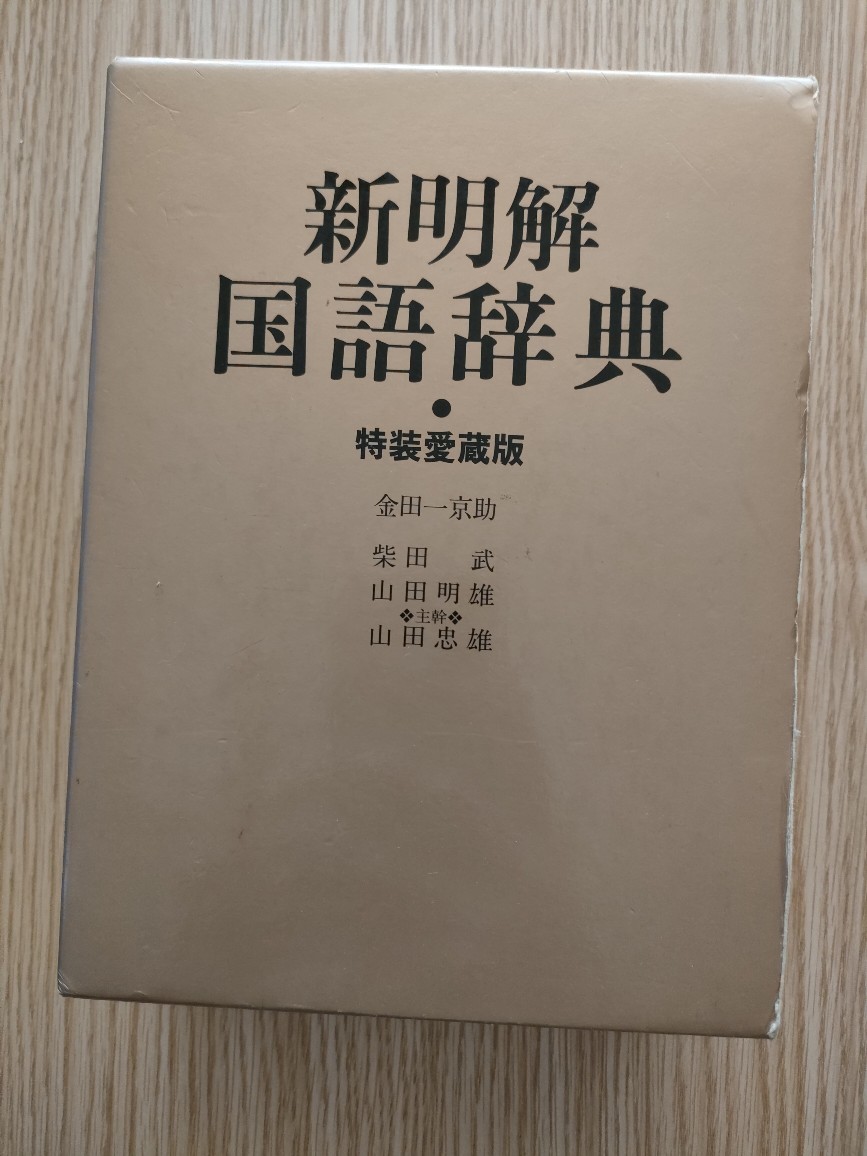 新明解
国語辞典
●
特装愛蔵版
金田一京助
柴田 武
山田明雄
❖主幹❖
山田忠雄